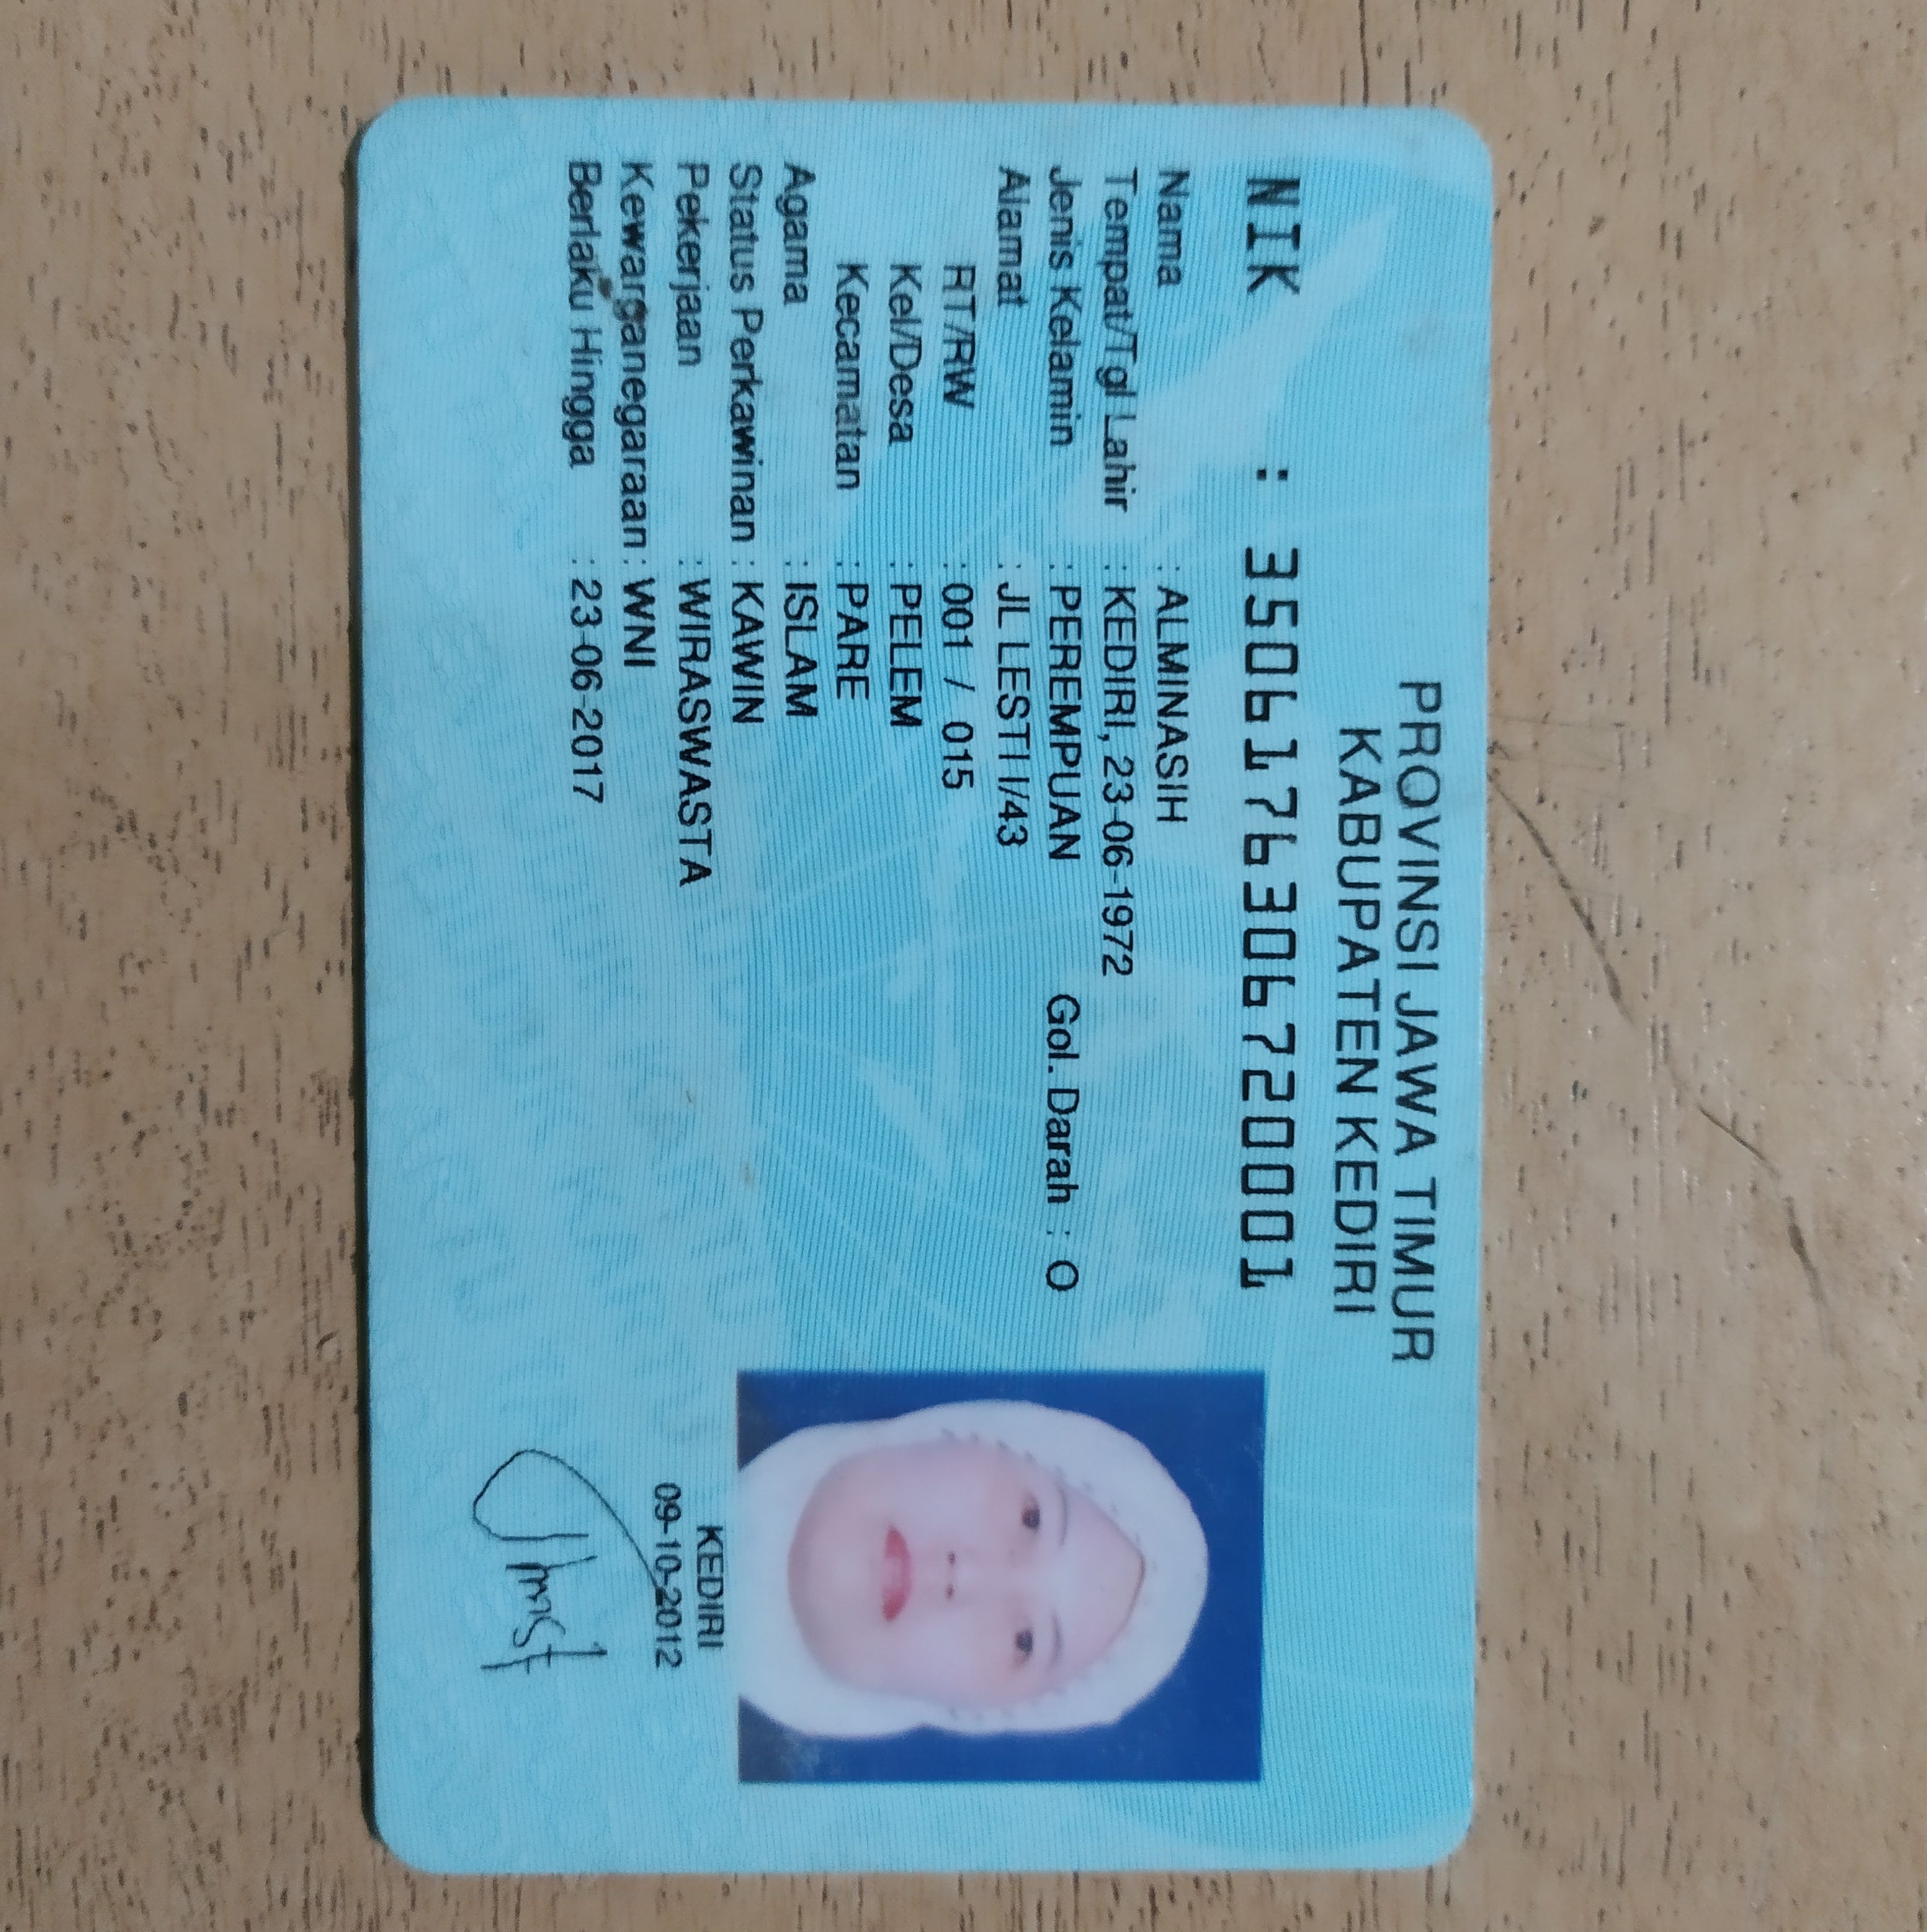 PROVINSI JAWA TIMUR
KABUPATEN KEDIRI
NIK : 3506176306720001
Nama : ALMINASIH
Tempat/Tgl Lahir : KEDIRI, 23-06-1972
Jenis Kelamin : PEREMPUAN Gol. Darah : O
Alamat : JL LESTI I/43
RT/RW : 001 / 015
Kel/Desa : PELEM
Kecamatan : PARE
Agama : ISLAM
Status Perkawinan : KAWIN
Pekerjaan : WIRASWASTA
Kewarganegaraan : WNI
Berlaku Hingga : 23-06-2017
KEDIRI
09-10-2012